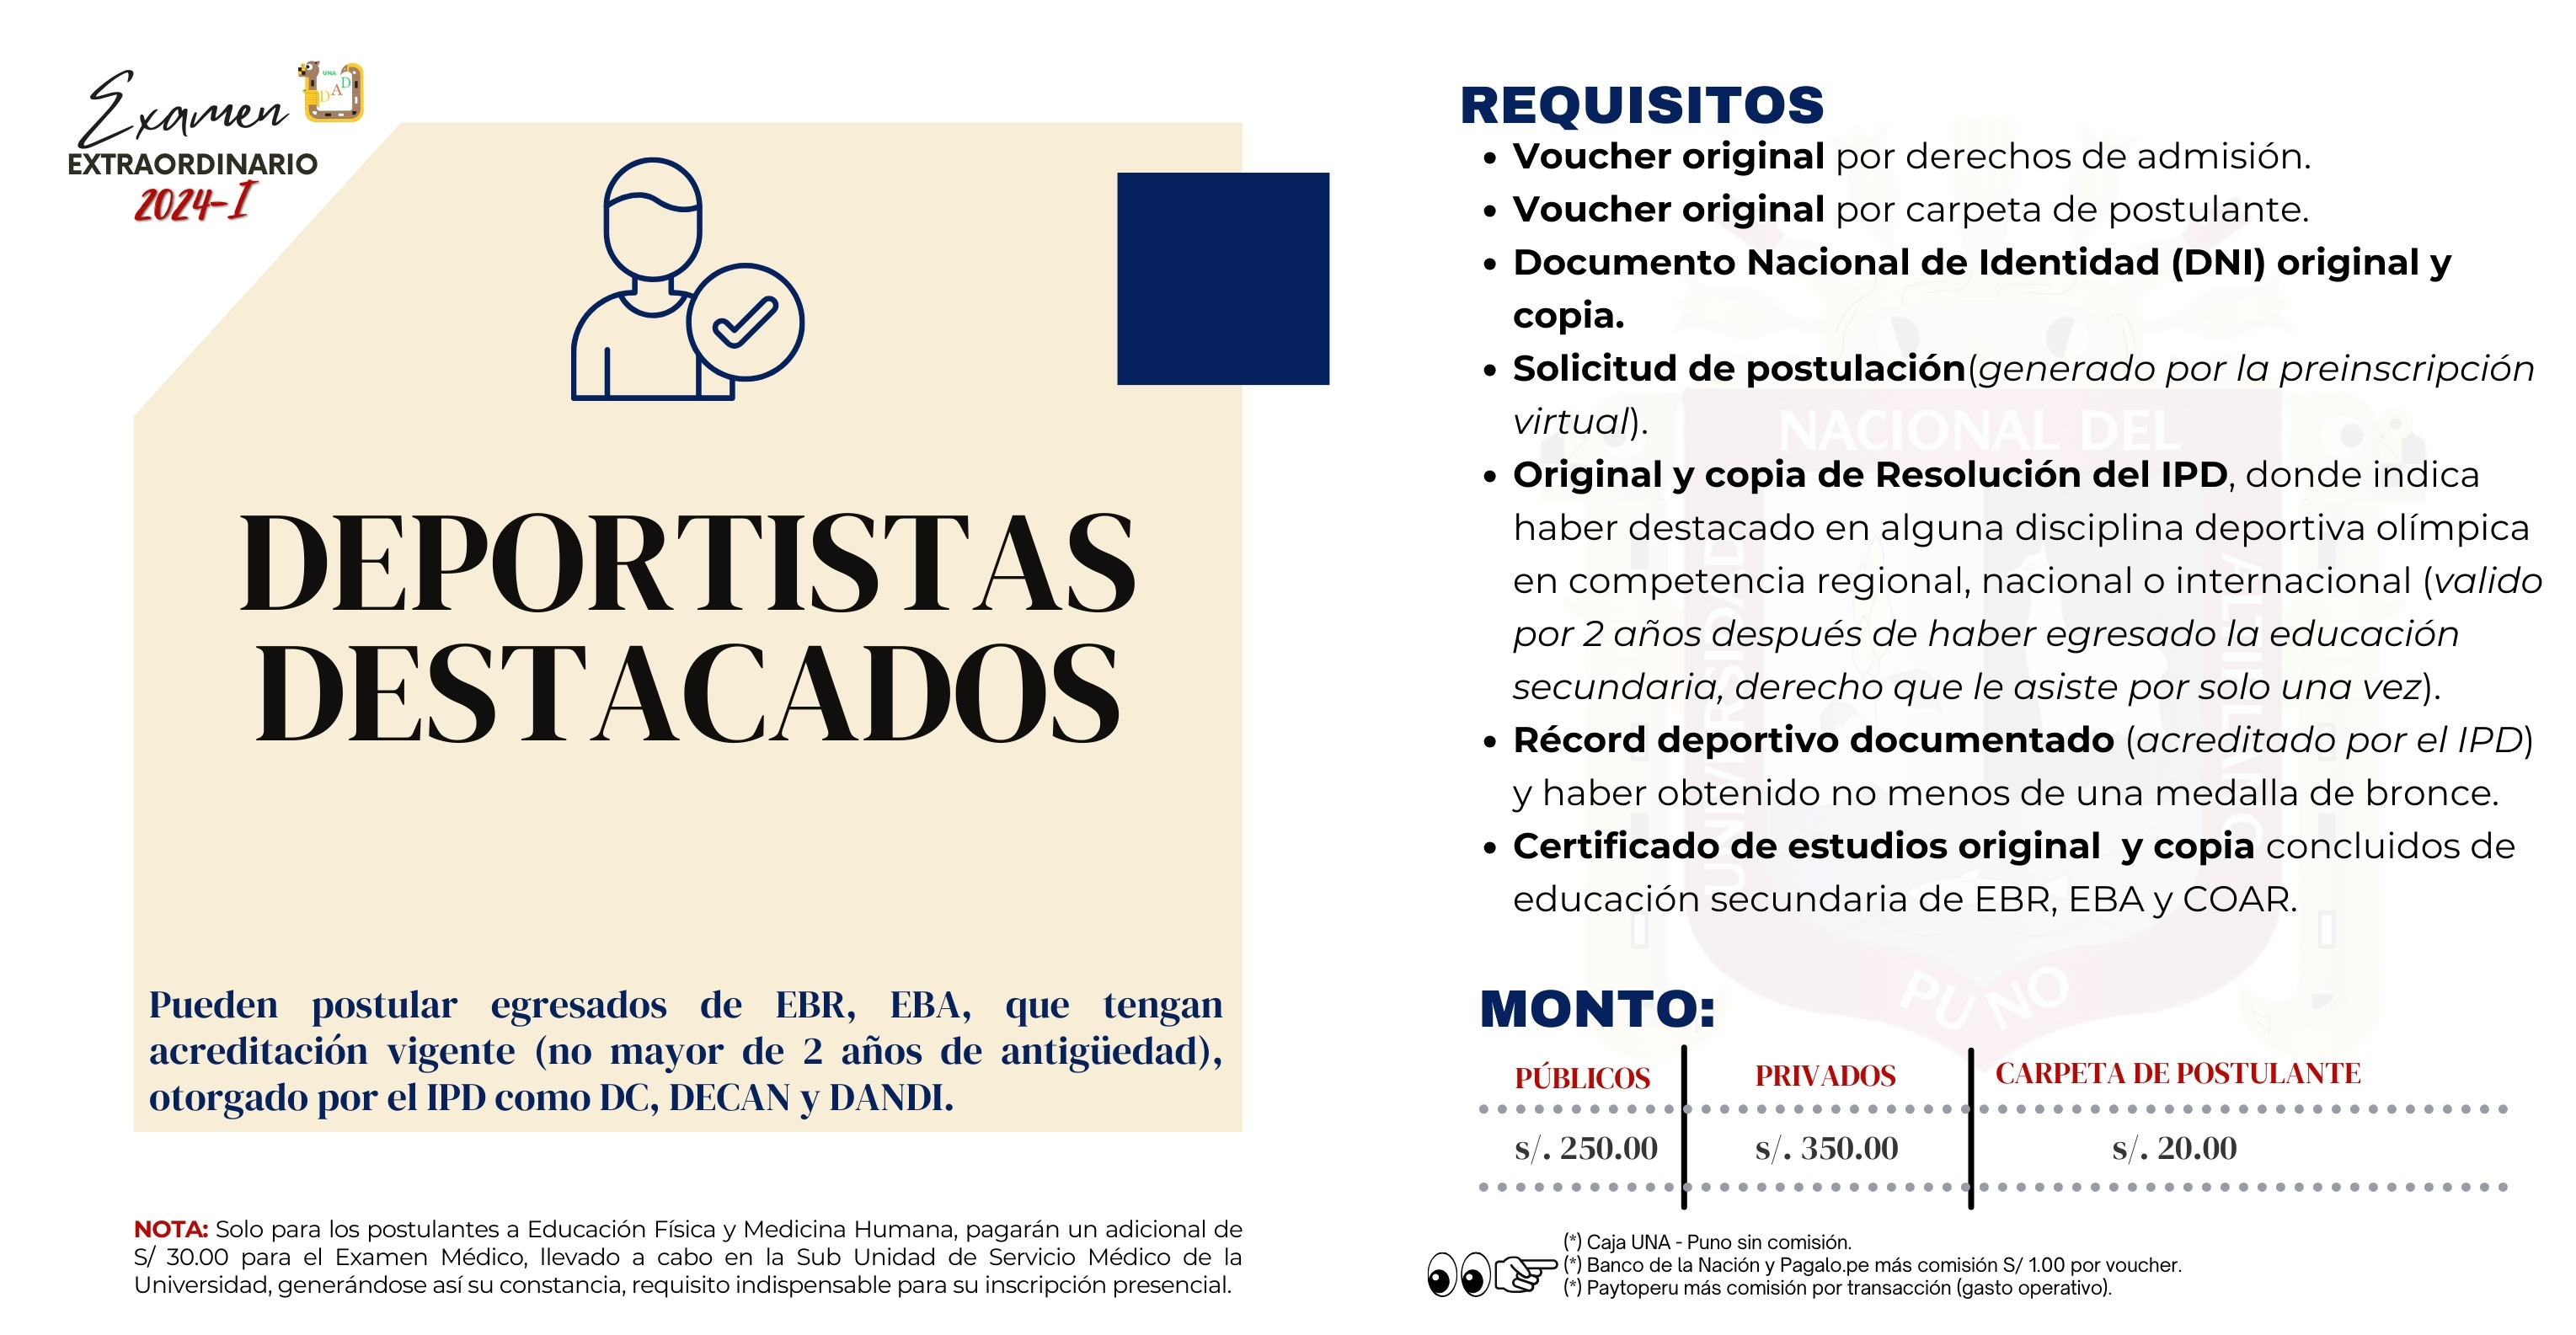 Examen
UNA
DAD
EXTRAORDINARIO
2024-I
DEPORTISTAS
DESTACADOS
Pueden postular egresados de EBR, EBA, que tengan
acreditación vigente (no mayor de 2 años de antigüedad),
otorgado por el IPD como DC, DECAN y DANDI.
NOTA: Solo para los postulantes a Educación Física y Medicina Humana, pagarán un adicional de
S/ 30.00 para el Examen Médico, llevado a cabo en la Sub Unidad de Servicio Médico de la
Universidad, generándose así su constancia, requisito indispensable para su inscripción presencial.
REQUISITOS
• Voucher original por derechos de admisión.
• Voucher original por carpeta de postulante.
• Documento Nacional de Identidad (DNI) original y
copia.
• Solicitud de postulación(generado por la preinscripción
virtual).
• Original y copia de Resolución del IPD, donde indica
haber destacado en alguna disciplina deportiva olímpica
en competencia regional, nacional o internacional (valido
por 2 años después de haber egresado la educación
secundaria, derecho que le asiste por solo una vez).
• Récord deportivo documentado (acreditado por el IPD)
y haber obtenido no menos de una medalla de bronce.
• Certificado de estudios original y copia concluidos de
educación secundaria de EBR, EBA y COAR.
UNIVERSIDAD
NACIONAL DEL
ALTIPLANO
PUNO
MONTO:
PÚBLICOS PRIVADOS CARPETA DE POSTULANTE
s/. 250.00 s/. 350.00 s/. 20.00
(*) Caja UNA - Puno sin comisión.
(*) Banco de la Nación y Pagalo.pe más comisión S/ 1.00 por voucher.
(*) Paytoperu más comisión por transacción (gasto operativo).